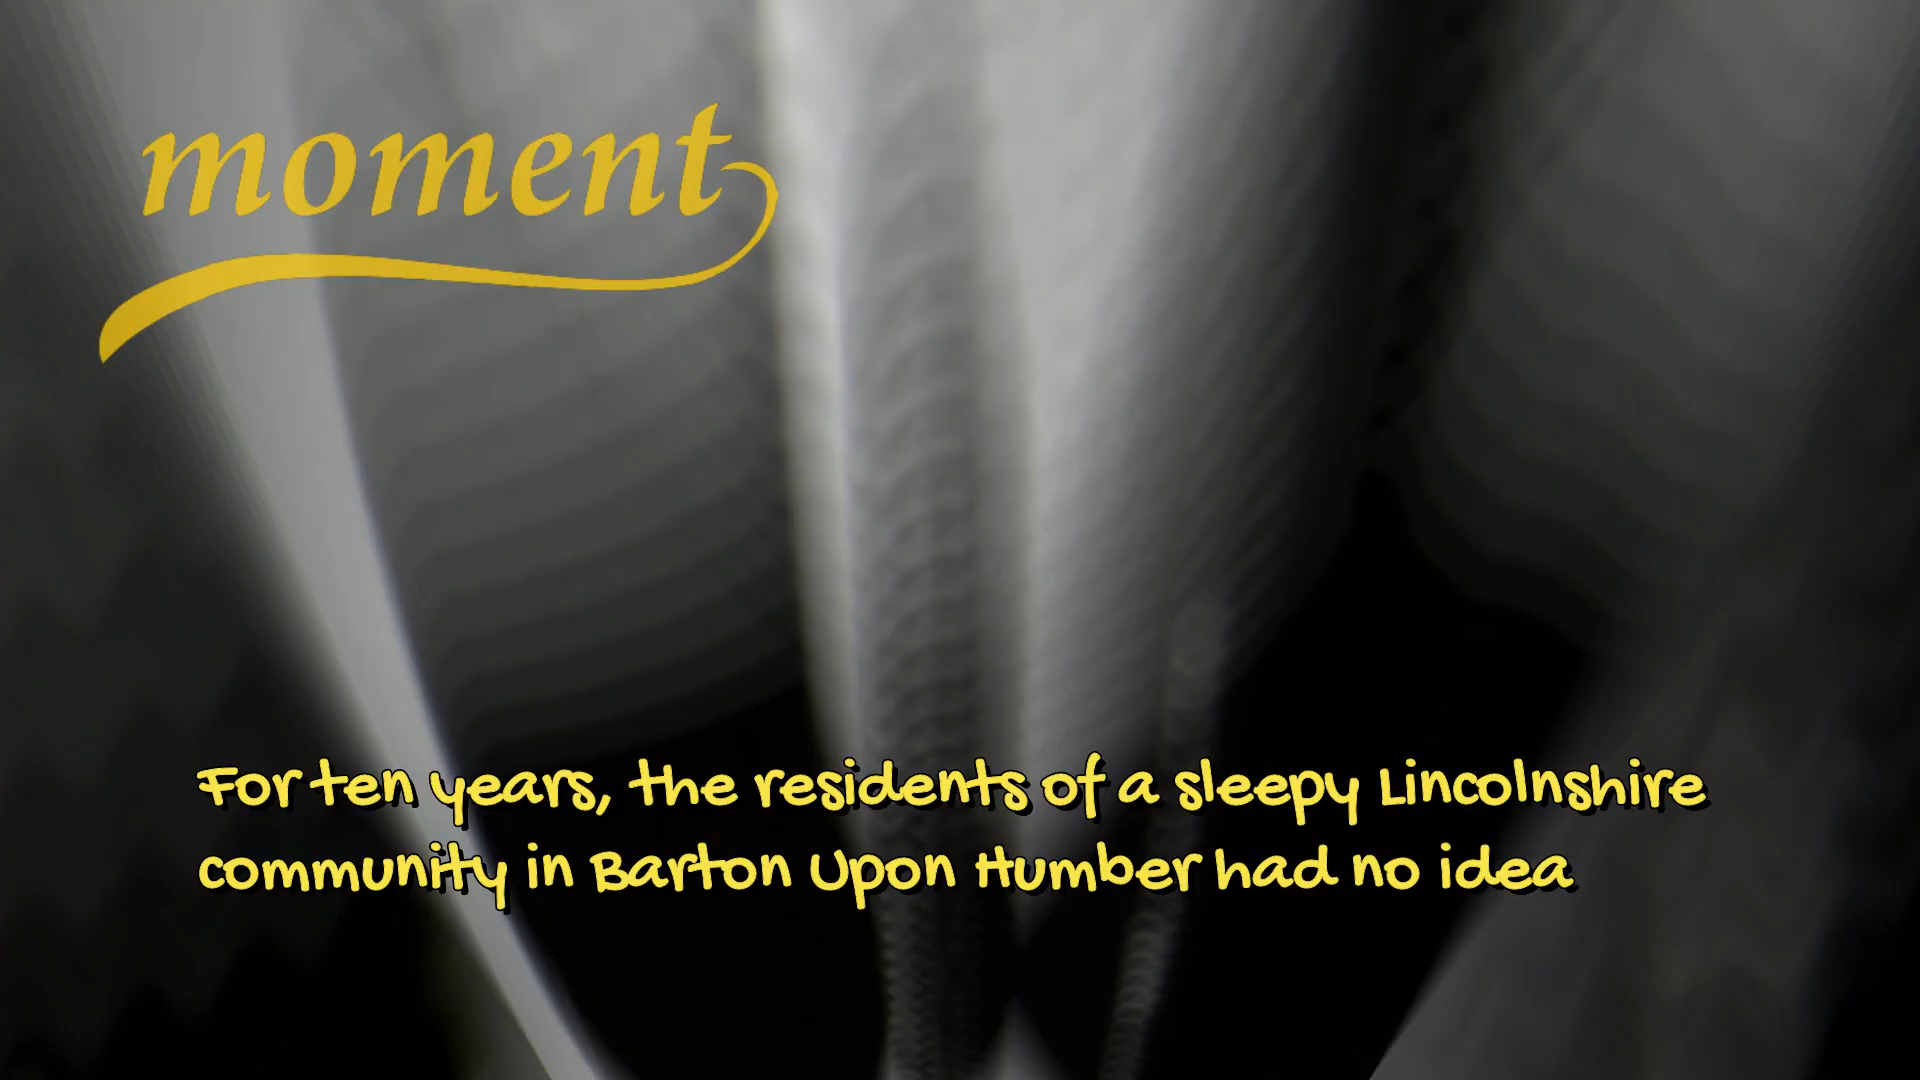 moment
For ten years, the residents of a sleepy Lincolnshire
community in Barton Upon Humber had no idea